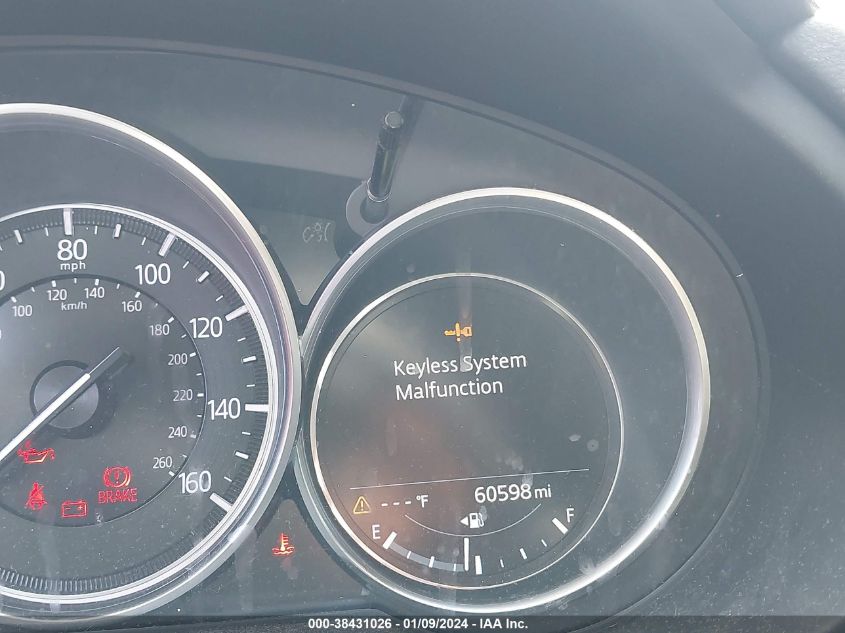 80
mph
100
120
140
160
100
120
140
160
km/h
180
200
220
240
260
BRAKE
Keyless System
Malfunction
---°F
60598 mi
E
F
000-38431026 - 01/09/2024 - IAA Inc.